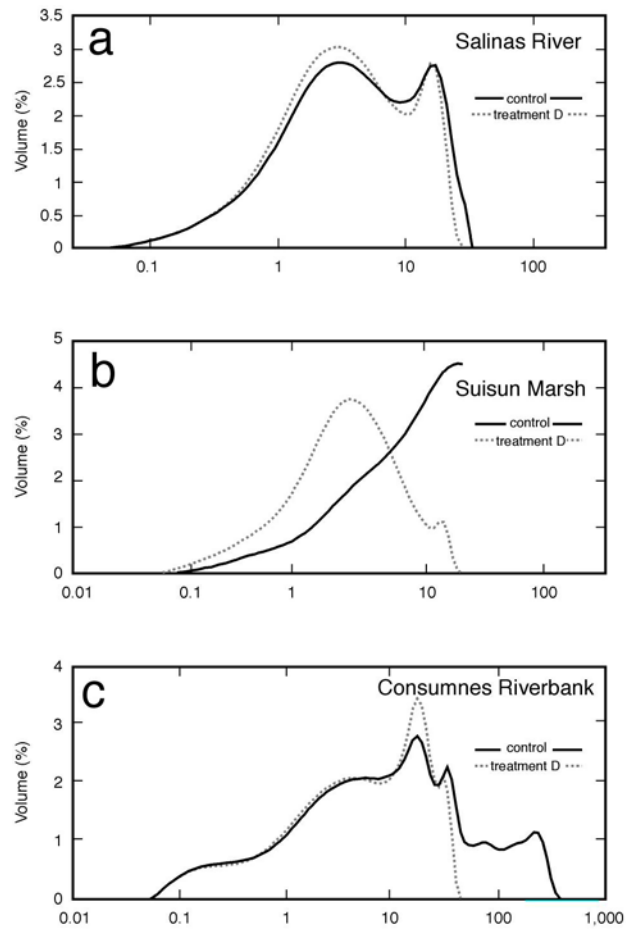 a
Salinas River
control
treatment D
Volume (%)
3.5
3
2.5
2
1.5
1
0.5
0
0.1 1 10 100
b
Suisun Marsh
control
treatment D
Volume (%)
5
4
3
2
1
0
0.01 0.1 1 10 100
c
Consumnes Riverbank
control
treatment D
Volume (%)
4
3
2
1
0
0.01 0.1 1 10 100 1,000